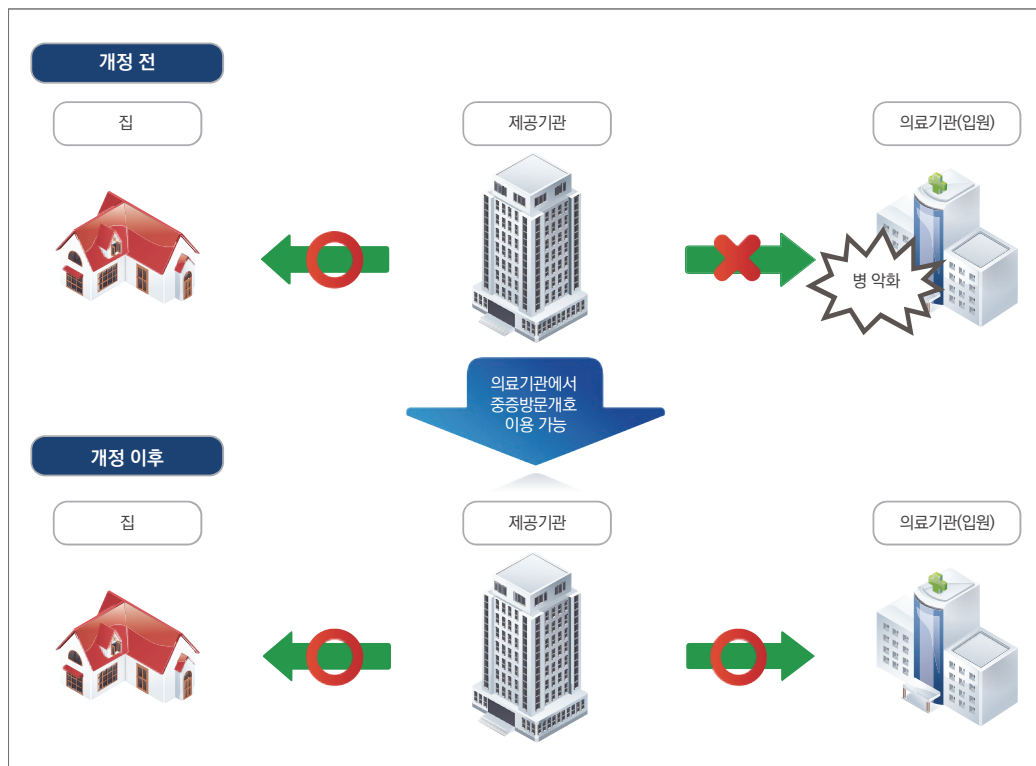 개정 전
집
제공기관
의료기관(입원)
병 악화
의료기관에서
중증방문개호
이용 가능
개정 이후
집
제공기관
의료기관(입원)